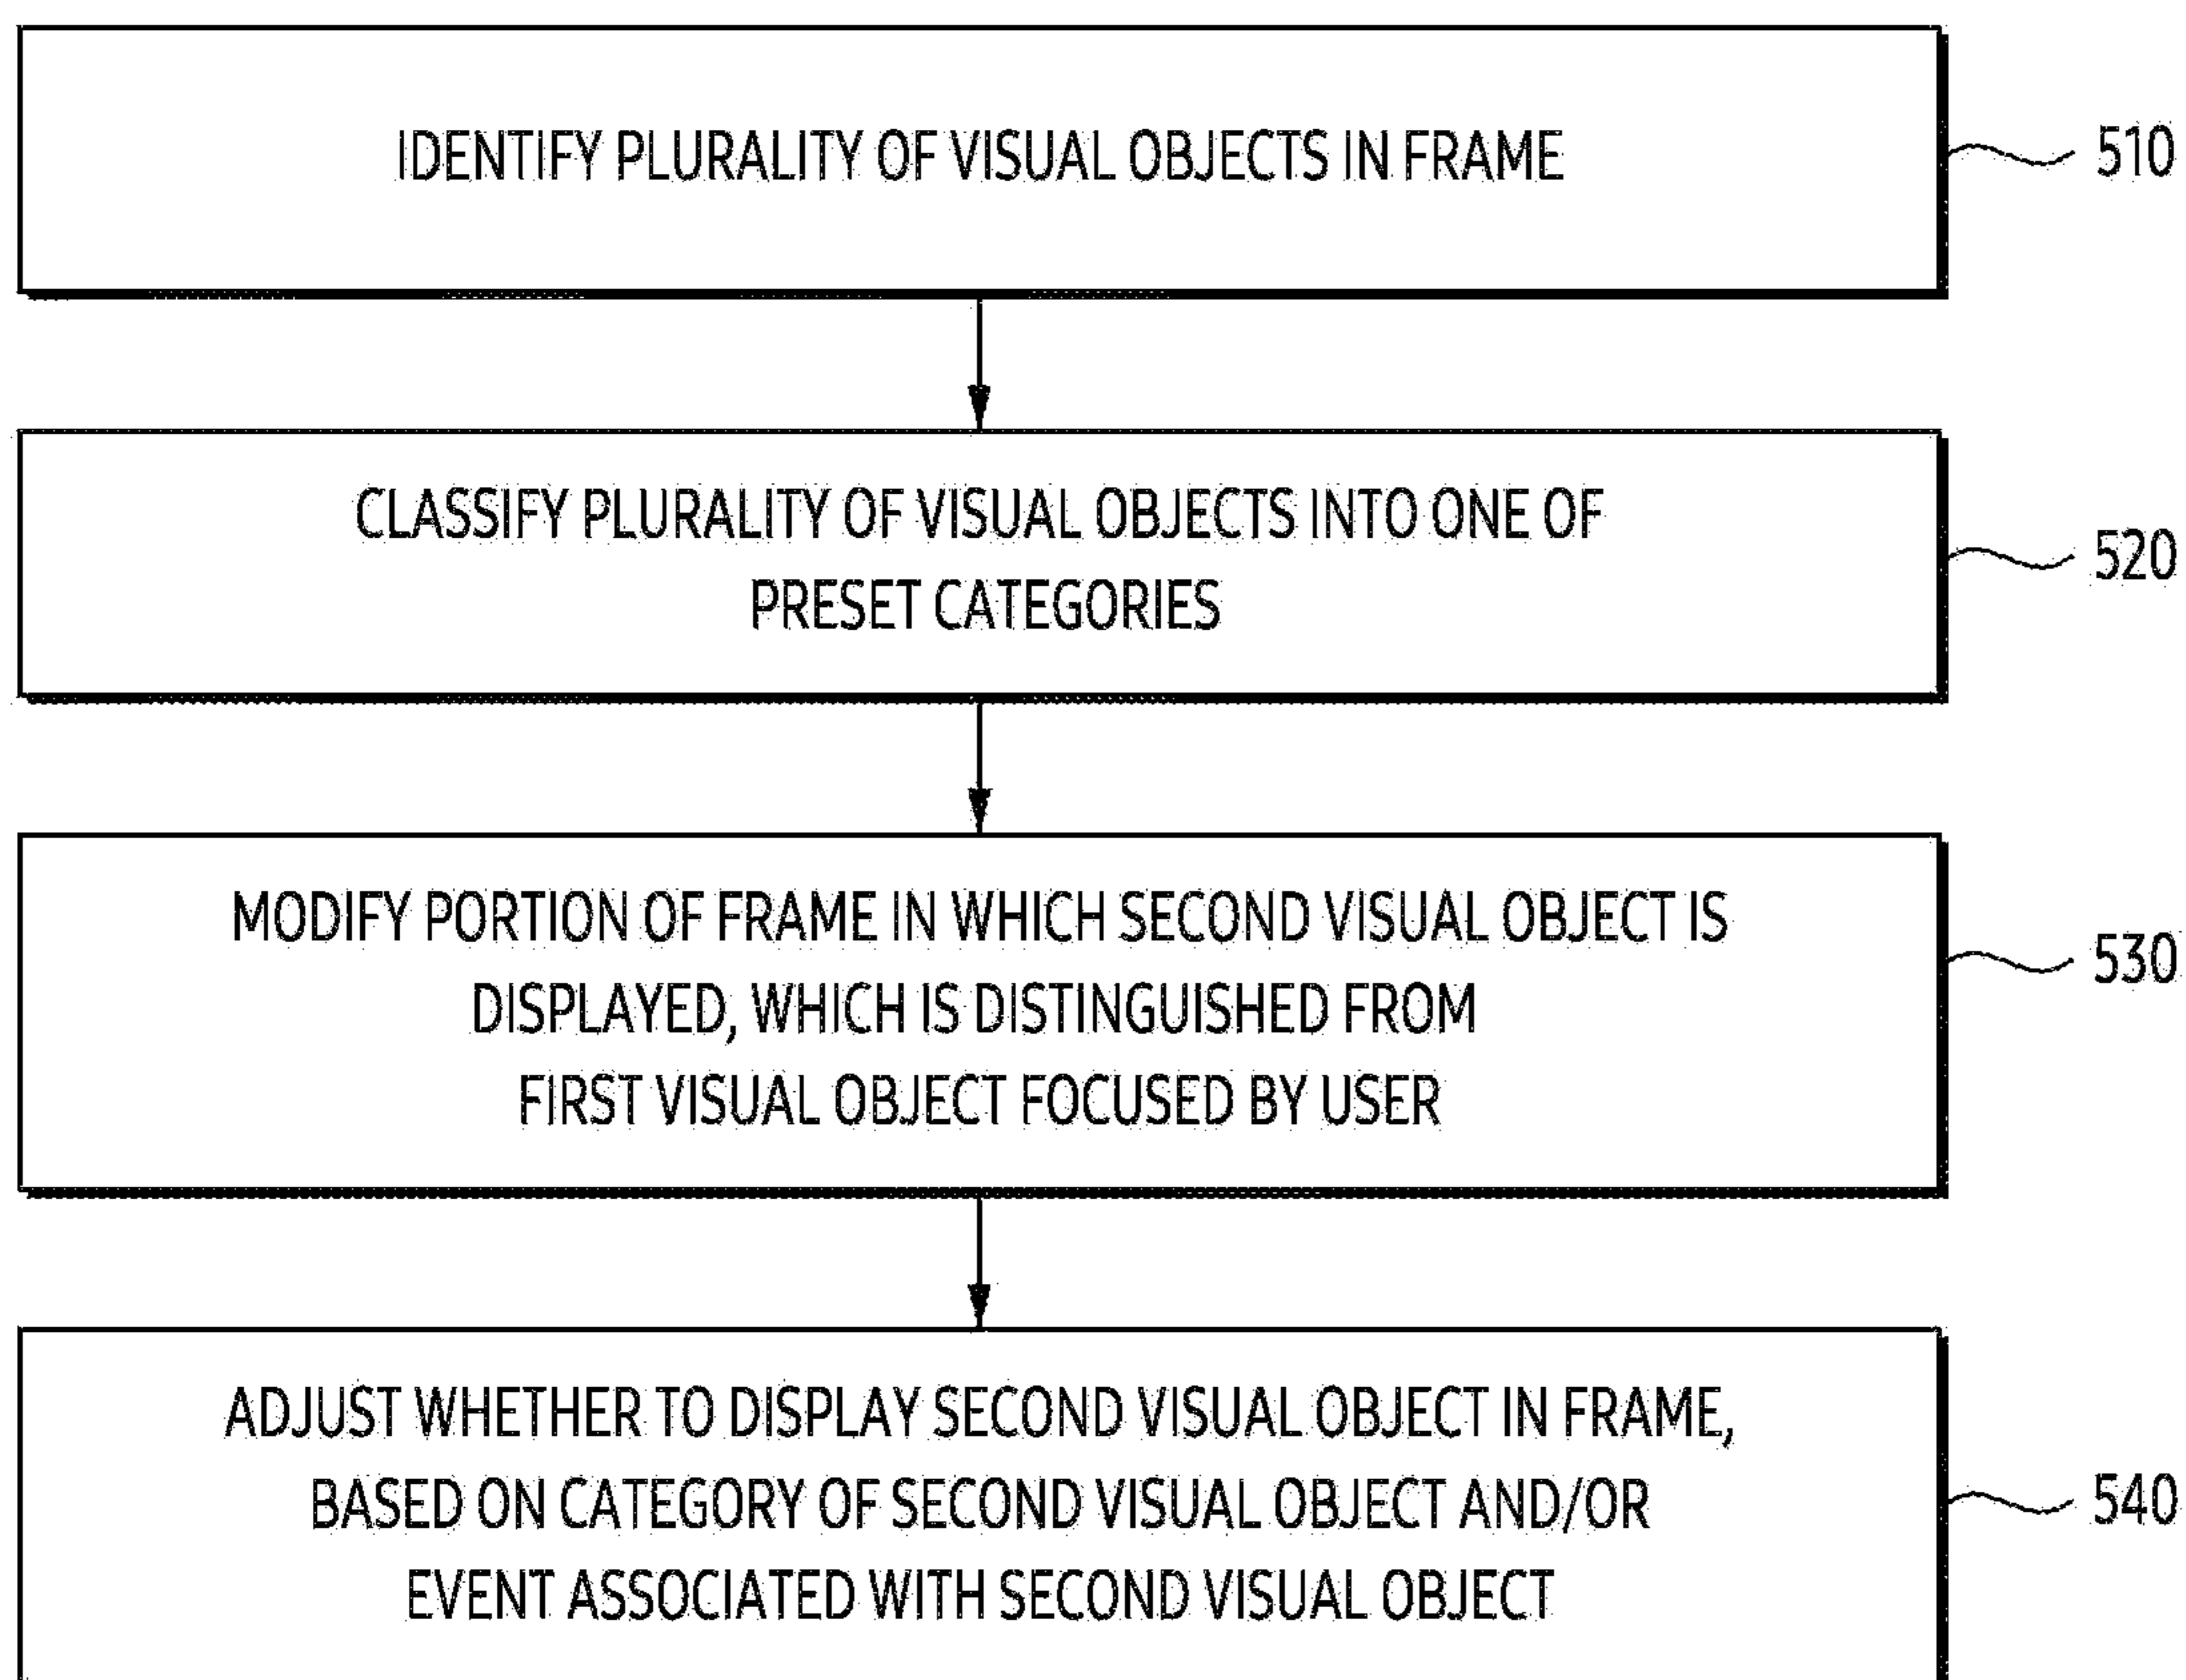 IDENTIFY PLURALITY OF VISUAL OBJECTS IN FRAME
510
CLASSIFY PLURALITY OF VISUAL OBJECTS INTO ONE OF
PRESET CATEGORIES
520
MODIFY PORTION OF FRAME IN WHICH SECOND VISUAL OBJECT IS
DISPLAYED, WHICH IS DISTINGUISHED FROM
FIRST VISUAL OBJECT FOCUSED BY USER
530
ADJUST WHETHER TO DISPLAY SECOND VISUAL OBJECT IN FRAME,
BASED ON CATEGORY OF SECOND VISUAL OBJECT AND/OR
EVENT ASSOCIATED WITH SECOND VISUAL OBJECT
540